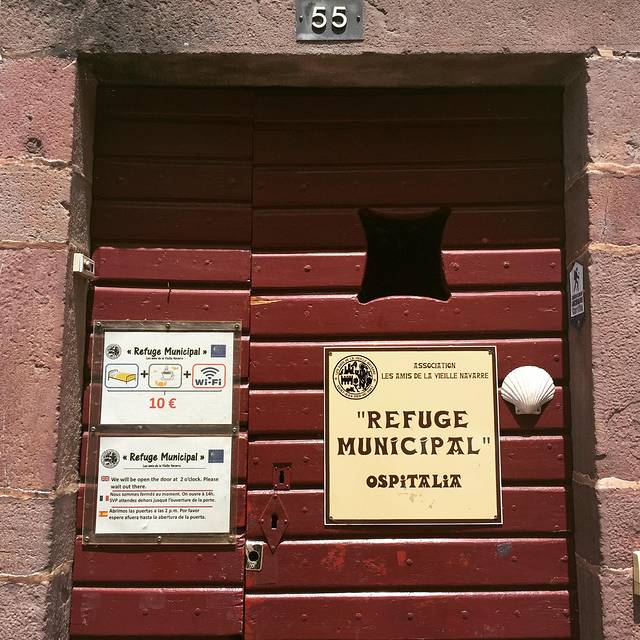 55
« Refuge Municipal »
Les amis de la Vieille Navarre
+ + Wi-Fi
10 €
« Refuge Municipal »
Les amis de la Vieille Navarre
We will be open the door at 2 o'clock. Please
wait out there.
Nous sommes fermés au moment. On ouvre à 14h.
SVP attendez dehors jusque l'ouverture de la porte.
Abrimos las puertas a las 2 p.m. Por favor
espere afuera hasta la abertura de la puerta.
ASSOCIATION
LES AMIS DE LA VIEILLE NAVARRE
"REFUGE
MUNICIPAL"
OSPITALIA